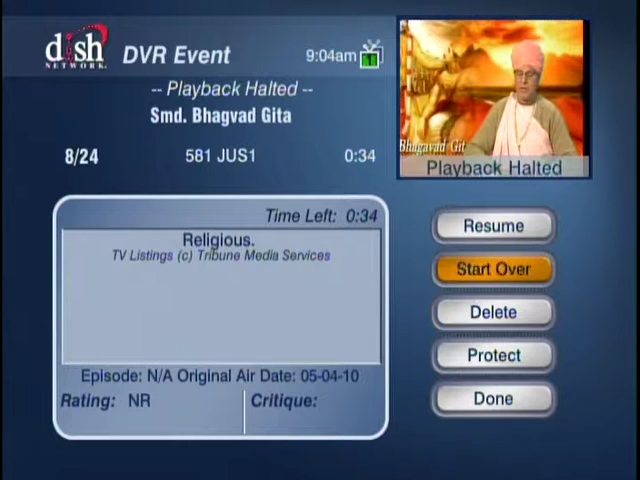 dish
NETWORK
DVR Event
9:04am
1
-- Playback Halted --
Smd. Bhagvad Gita
8/24
581 JUS1
0:34
Bhagavad Git
Playback Halted
Time Left: 0:34
Religious.
TV Listings (c) Tribune Media Services
Episode: N/A Original Air Date: 05-04-10
Rating: NR
Critique:
Resume
Start Over
Delete
Protect
Done